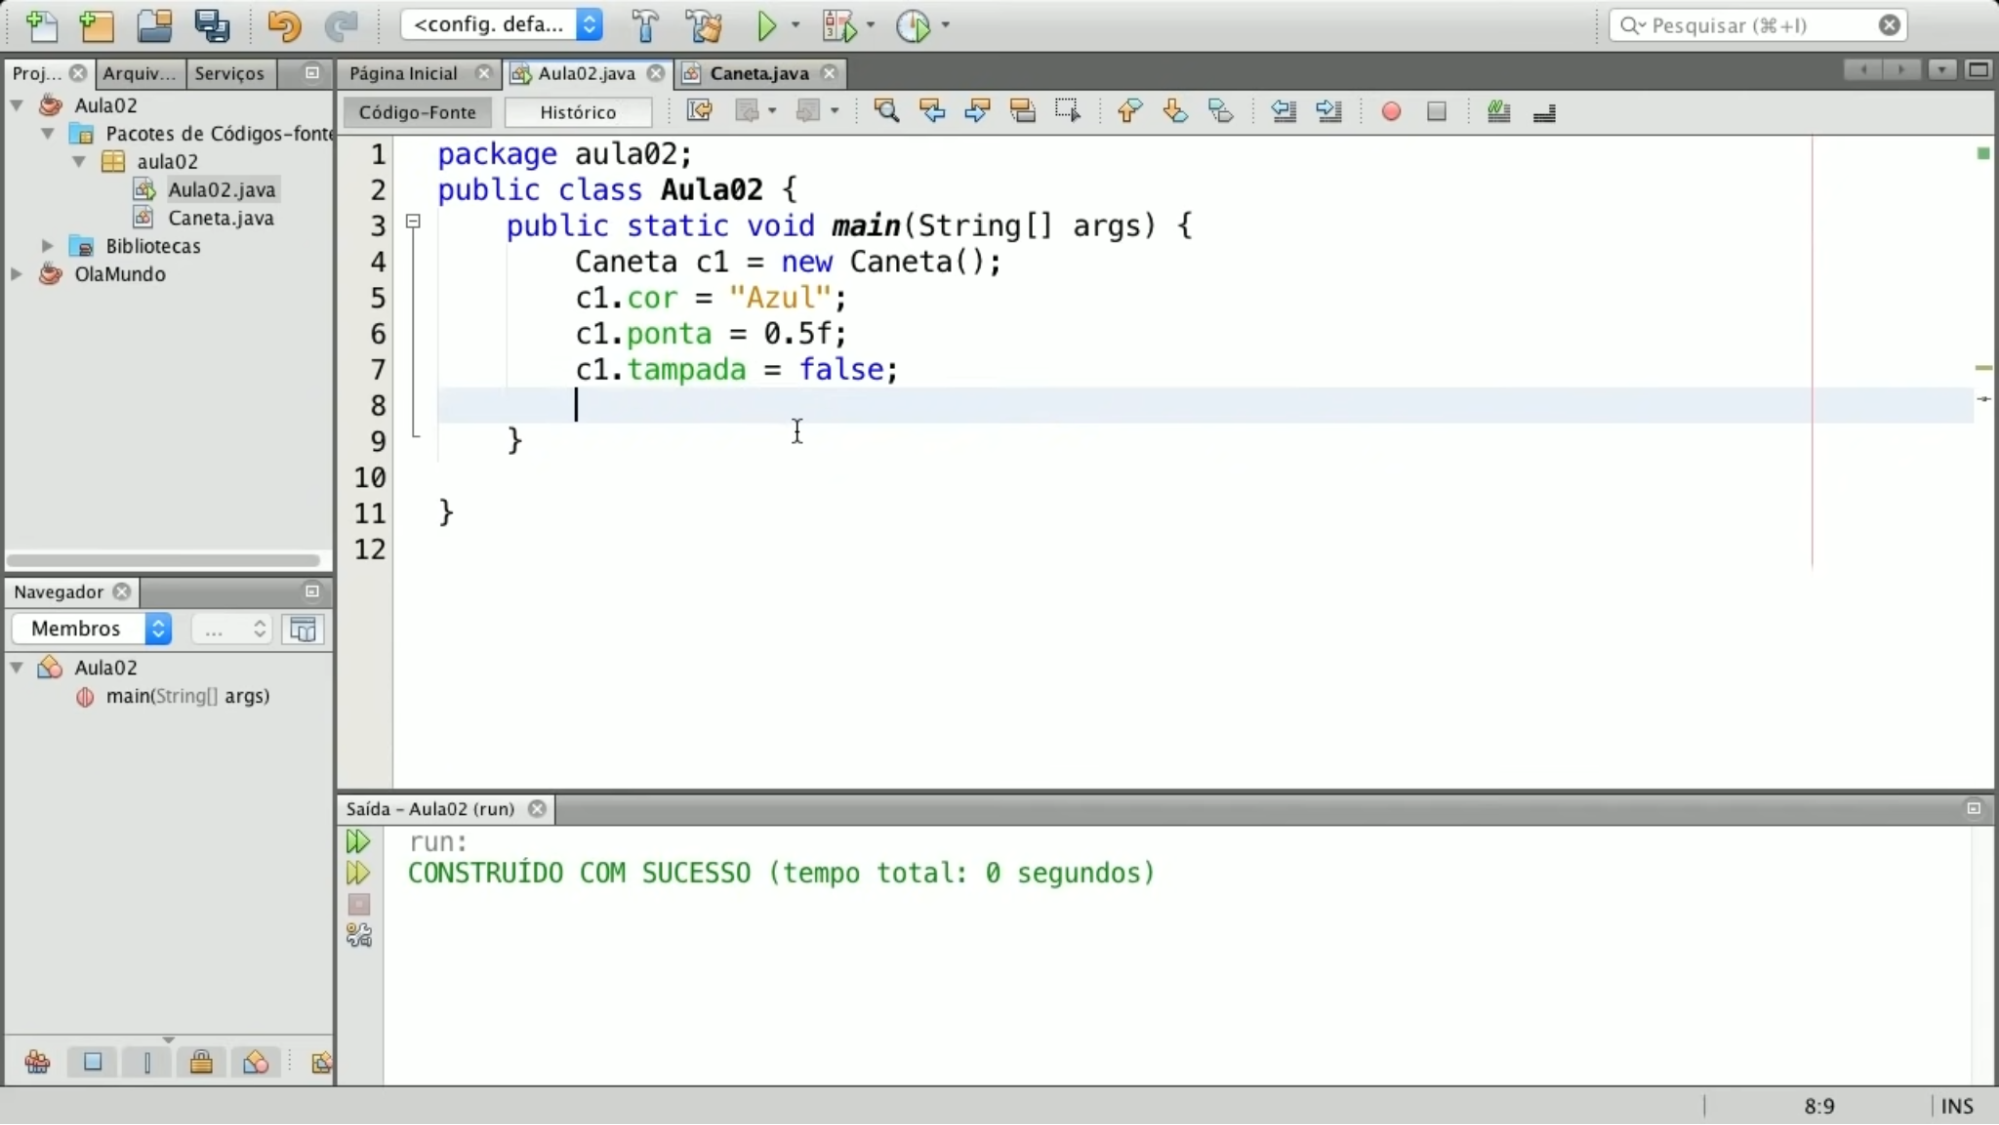 <config. defa...
Pesquisar (⌘+I)
Proj...
Arquiv...
Serviços
Página Inicial
Aula02.java
Caneta.java
Código-Fonte
Histórico
Aula02
Pacotes de Códigos-fonte
aula02
Aula02.java
Caneta.java
Bibliotecas
OlaMundo
1 package aula02;
2 public class Aula02 {
3 public static void main(String[] args) {
4 Caneta c1 = new Caneta();
5 c1.cor = "Azul";
6 c1.ponta = 0.5f;
7 c1.tampada = false;
8
9 }
10
11 }
12
Navegador
Membros
...
Aula02
main(String[] args)
Saída - Aula02 (run)
run:
CONSTRUÍDO COM SUCESSO (tempo total: 0 segundos)
8:9
INS